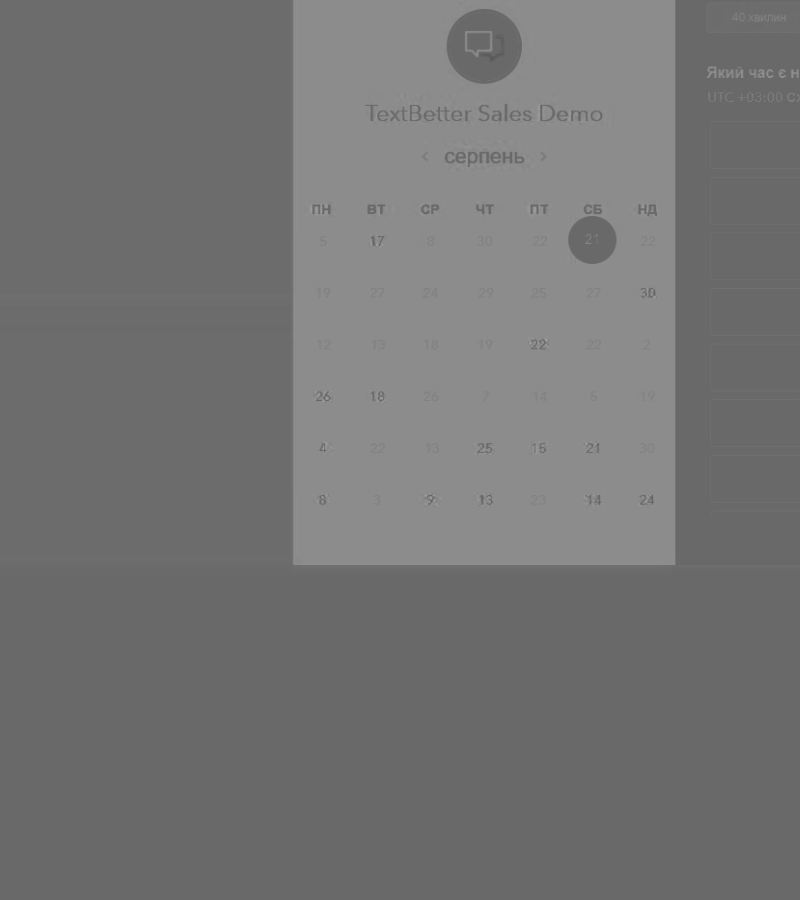 40 хвилин
Який час є н
UTC +03:00 Сх
TextBetter Sales Demo
‹ серпень ›
ПН ВТ СР ЧТ ПТ СБ НД
5 17 8 30 22 21 22
19 27 24 29 25 27 30
12 13 18 19 22 22 2
26 18 26 7 14 5 19
4 22 13 25 15 21 30
8 3 9 13 23 14 24